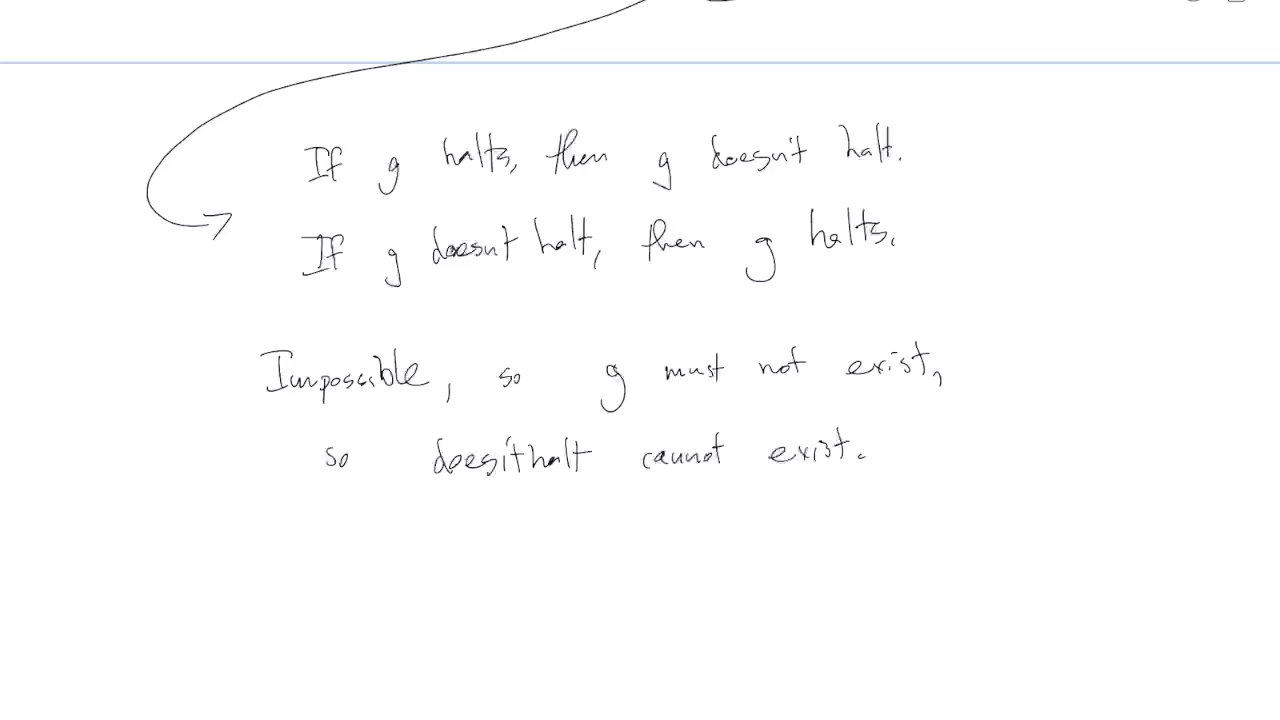 If g halts, then g doesn't halt.
If g doesn't halt, then g halts.
Impossible, so g must not exist,
so doesithalt cannot exist.